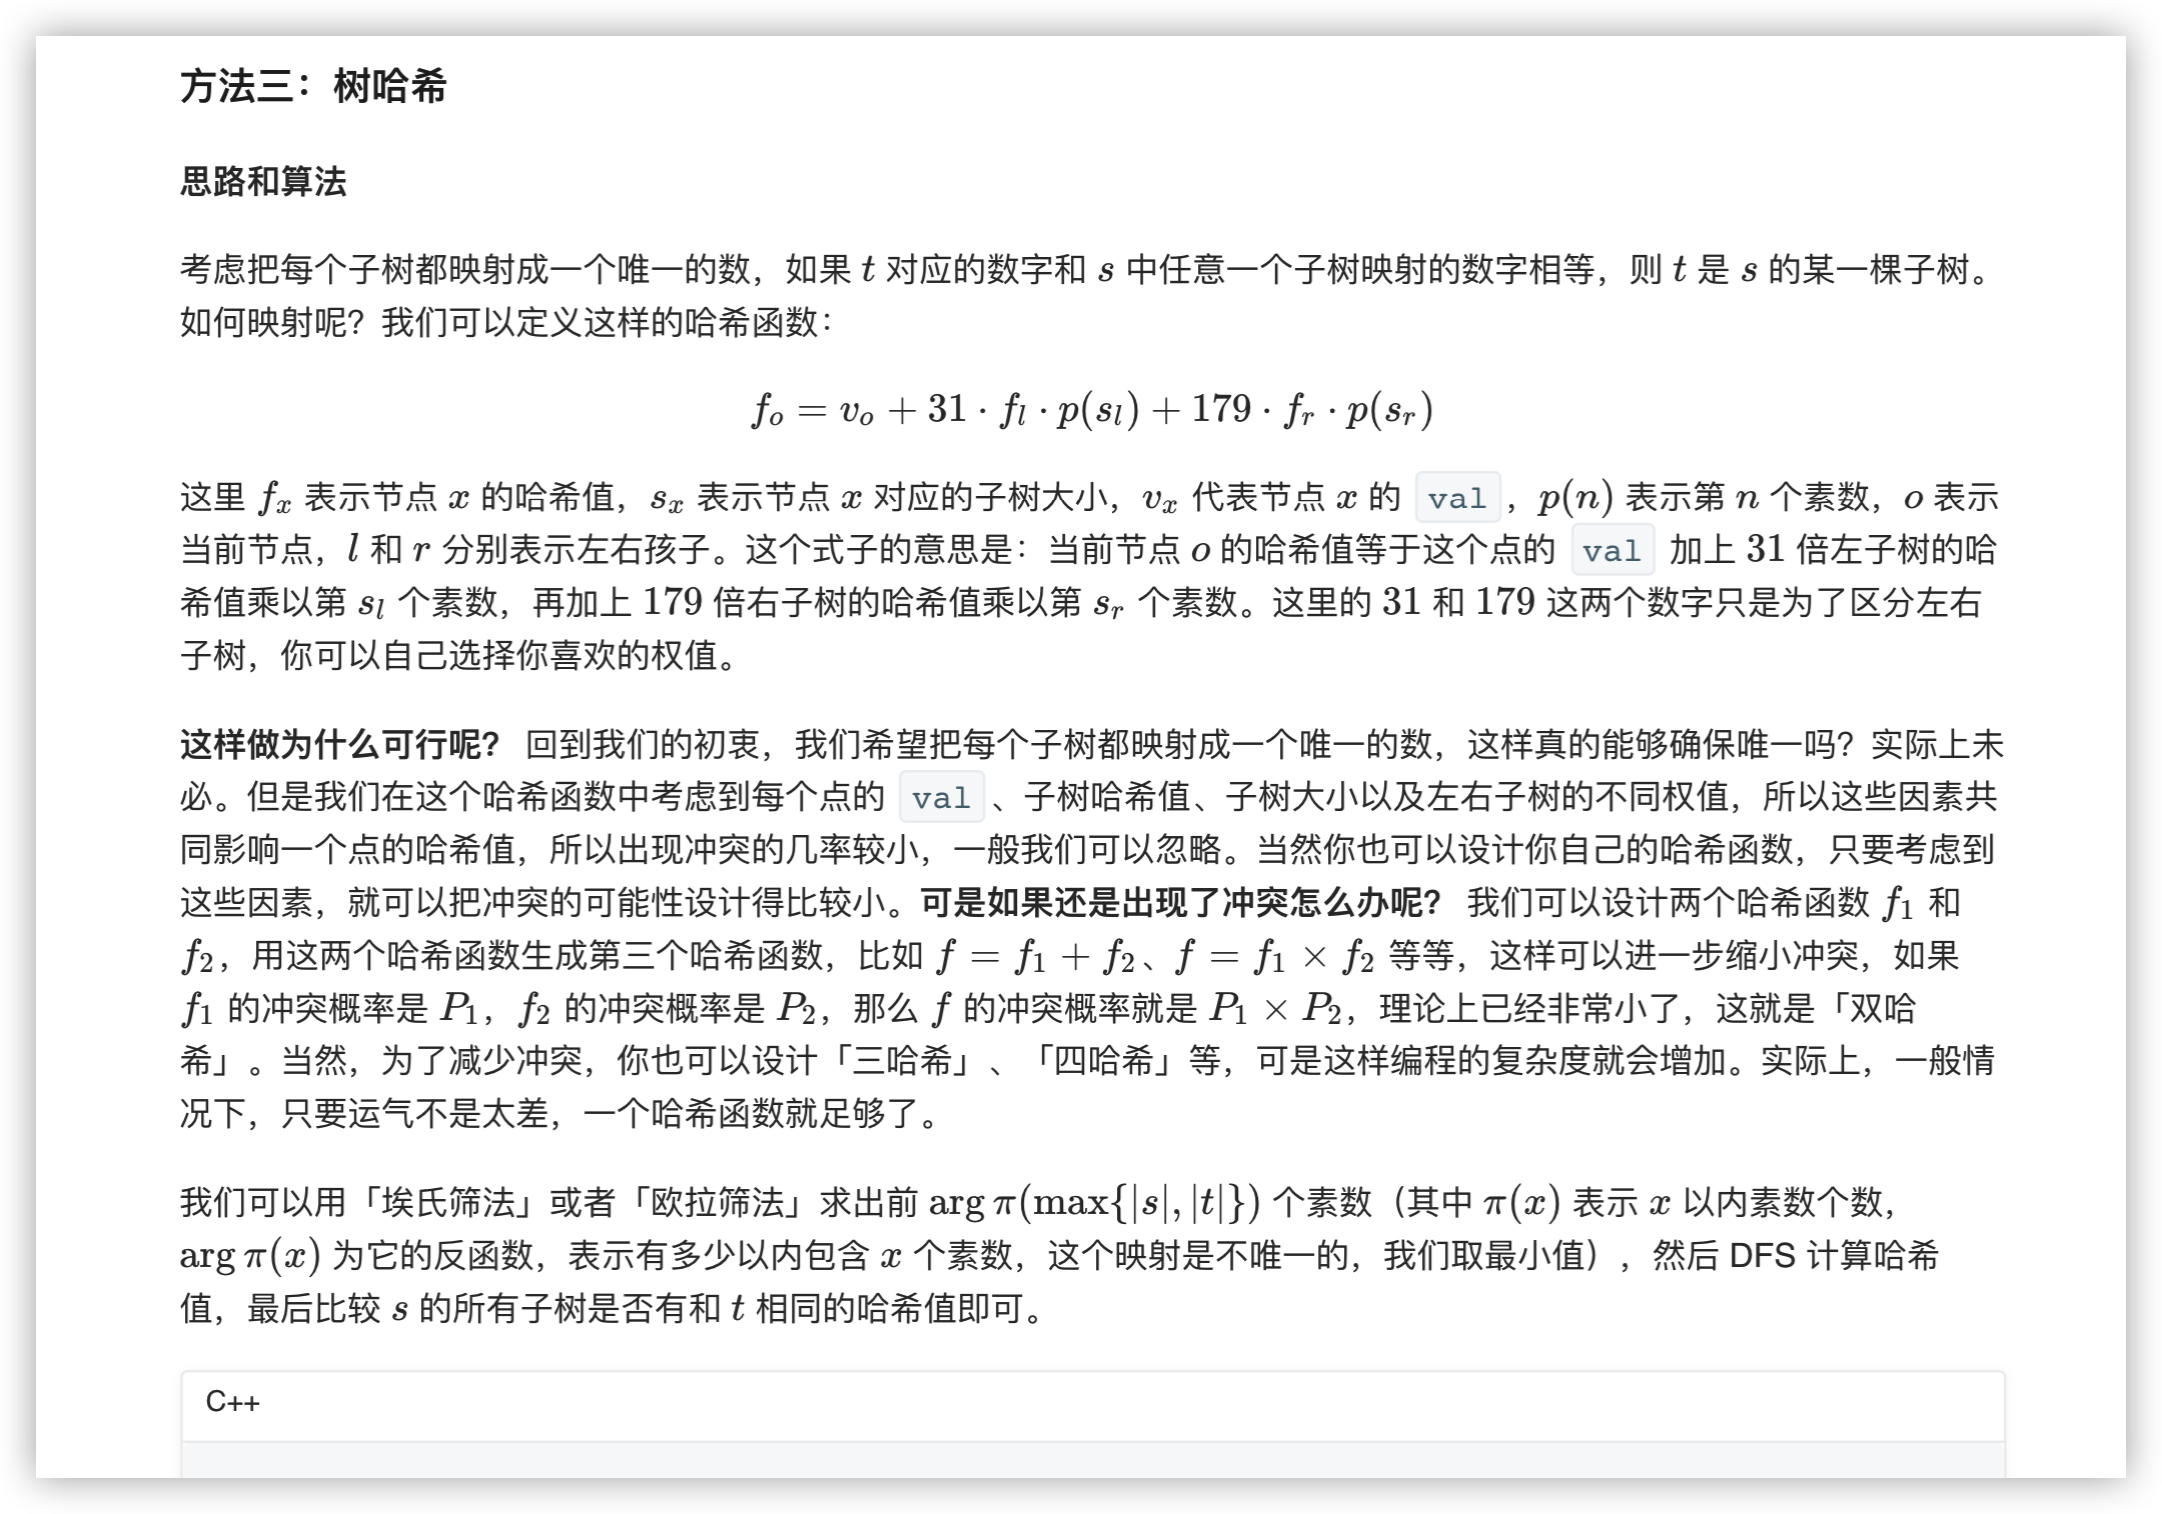 方法三：树哈希
思路和算法
考虑把每个子树都映射成一个唯一的数，如果 t 对应的数字和 s 中任意一个子树映射的数字相等，则 t 是 s 的某一棵子树。
如何映射呢？我们可以定义这样的哈希函数：
f_o = v_o + 31 · f_l · p(s_l) + 179 · f_r · p(s_r)
这里 f_x 表示节点 x 的哈希值，s_x 表示节点 x 对应的子树大小，v_x 代表节点 x 的 val，p(n) 表示第 n 个素数，o 表示
当前节点，l 和 r 分别表示左右孩子。这个式子的意思是：当前节点 o 的哈希值等于这个点的 val 加上 31 倍左子树的哈
希值乘以第 s_l 个素数，再加上 179 倍右子树的哈希值乘以第 s_r 个素数。这里的 31 和 179 这两个数字只是为了区分左右
子树，你可以自己选择你喜欢的权值。
这样做为什么可行呢？ 回到我们的初衷，我们希望把每个子树都映射成一个唯一的数，这样真的能够确保唯一吗？实际上未
必。但是我们在这个哈希函数中考虑到每个点的 val 、子树哈希值、子树大小以及左右子树的不同权值，所以这些因素共
同影响一个点的哈希值，所以出现冲突的几率较小，一般我们可以忽略。当然你也可以设计你自己的哈希函数，只要考虑到
这些因素，就可以把冲突的可能性设计得比较小。可是如果还是出现了冲突怎么办呢？ 我们可以设计两个哈希函数 f_1 和
f_2，用这两个哈希函数生成第三个哈希函数，比如 f = f_1 + f_2、f = f_1 × f_2 等等，这样可以进一步缩小冲突，如果
f_1 的冲突概率是 P_1，f_2 的冲突概率是 P_2，那么 f 的冲突概率就是 P_1 × P_2，理论上已经非常小了，这就是「双哈
希」。当然，为了减少冲突，你也可以设计「三哈希」、「四哈希」等，可是这样编程的复杂度就会增加。实际上，一般情
况下，只要运气不是太差，一个哈希函数就足够了。
我们可以用「埃氏筛法」或者「欧拉筛法」求出前 arg π(max{|s|, |t|}) 个素数（其中 π(x) 表示 x 以内素数个数，
arg π(x) 为它的反函数，表示有多少以内包含 x 个素数，这个映射是不唯一的，我们取最小值），然后 DFS 计算哈希
值，最后比较 s 的所有子树是否有和 t 相同的哈希值即可。
C++